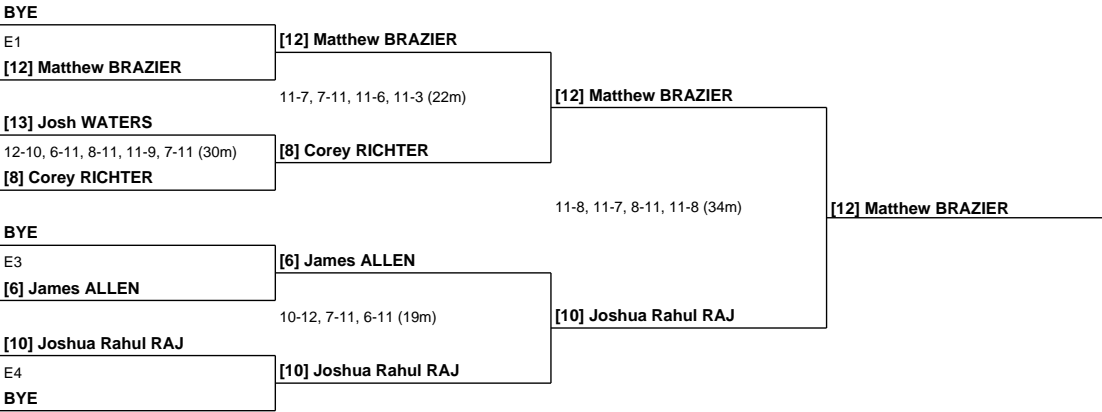 BYE
E1
[12] Matthew BRAZIER
[12] Matthew BRAZIER
11-7, 7-11, 11-6, 11-3 (22m)
[12] Matthew BRAZIER
[13] Josh WATERS
12-10, 6-11, 8-11, 11-9, 7-11 (30m)
[8] Corey RICHTER
[8] Corey RICHTER
11-8, 11-7, 8-11, 11-8 (34m)
[12] Matthew BRAZIER
BYE
E3
[6] James ALLEN
[6] James ALLEN
10-12, 7-11, 6-11 (19m)
[10] Joshua Rahul RAJ
[10] Joshua Rahul RAJ
E4
[10] Joshua Rahul RAJ
BYE